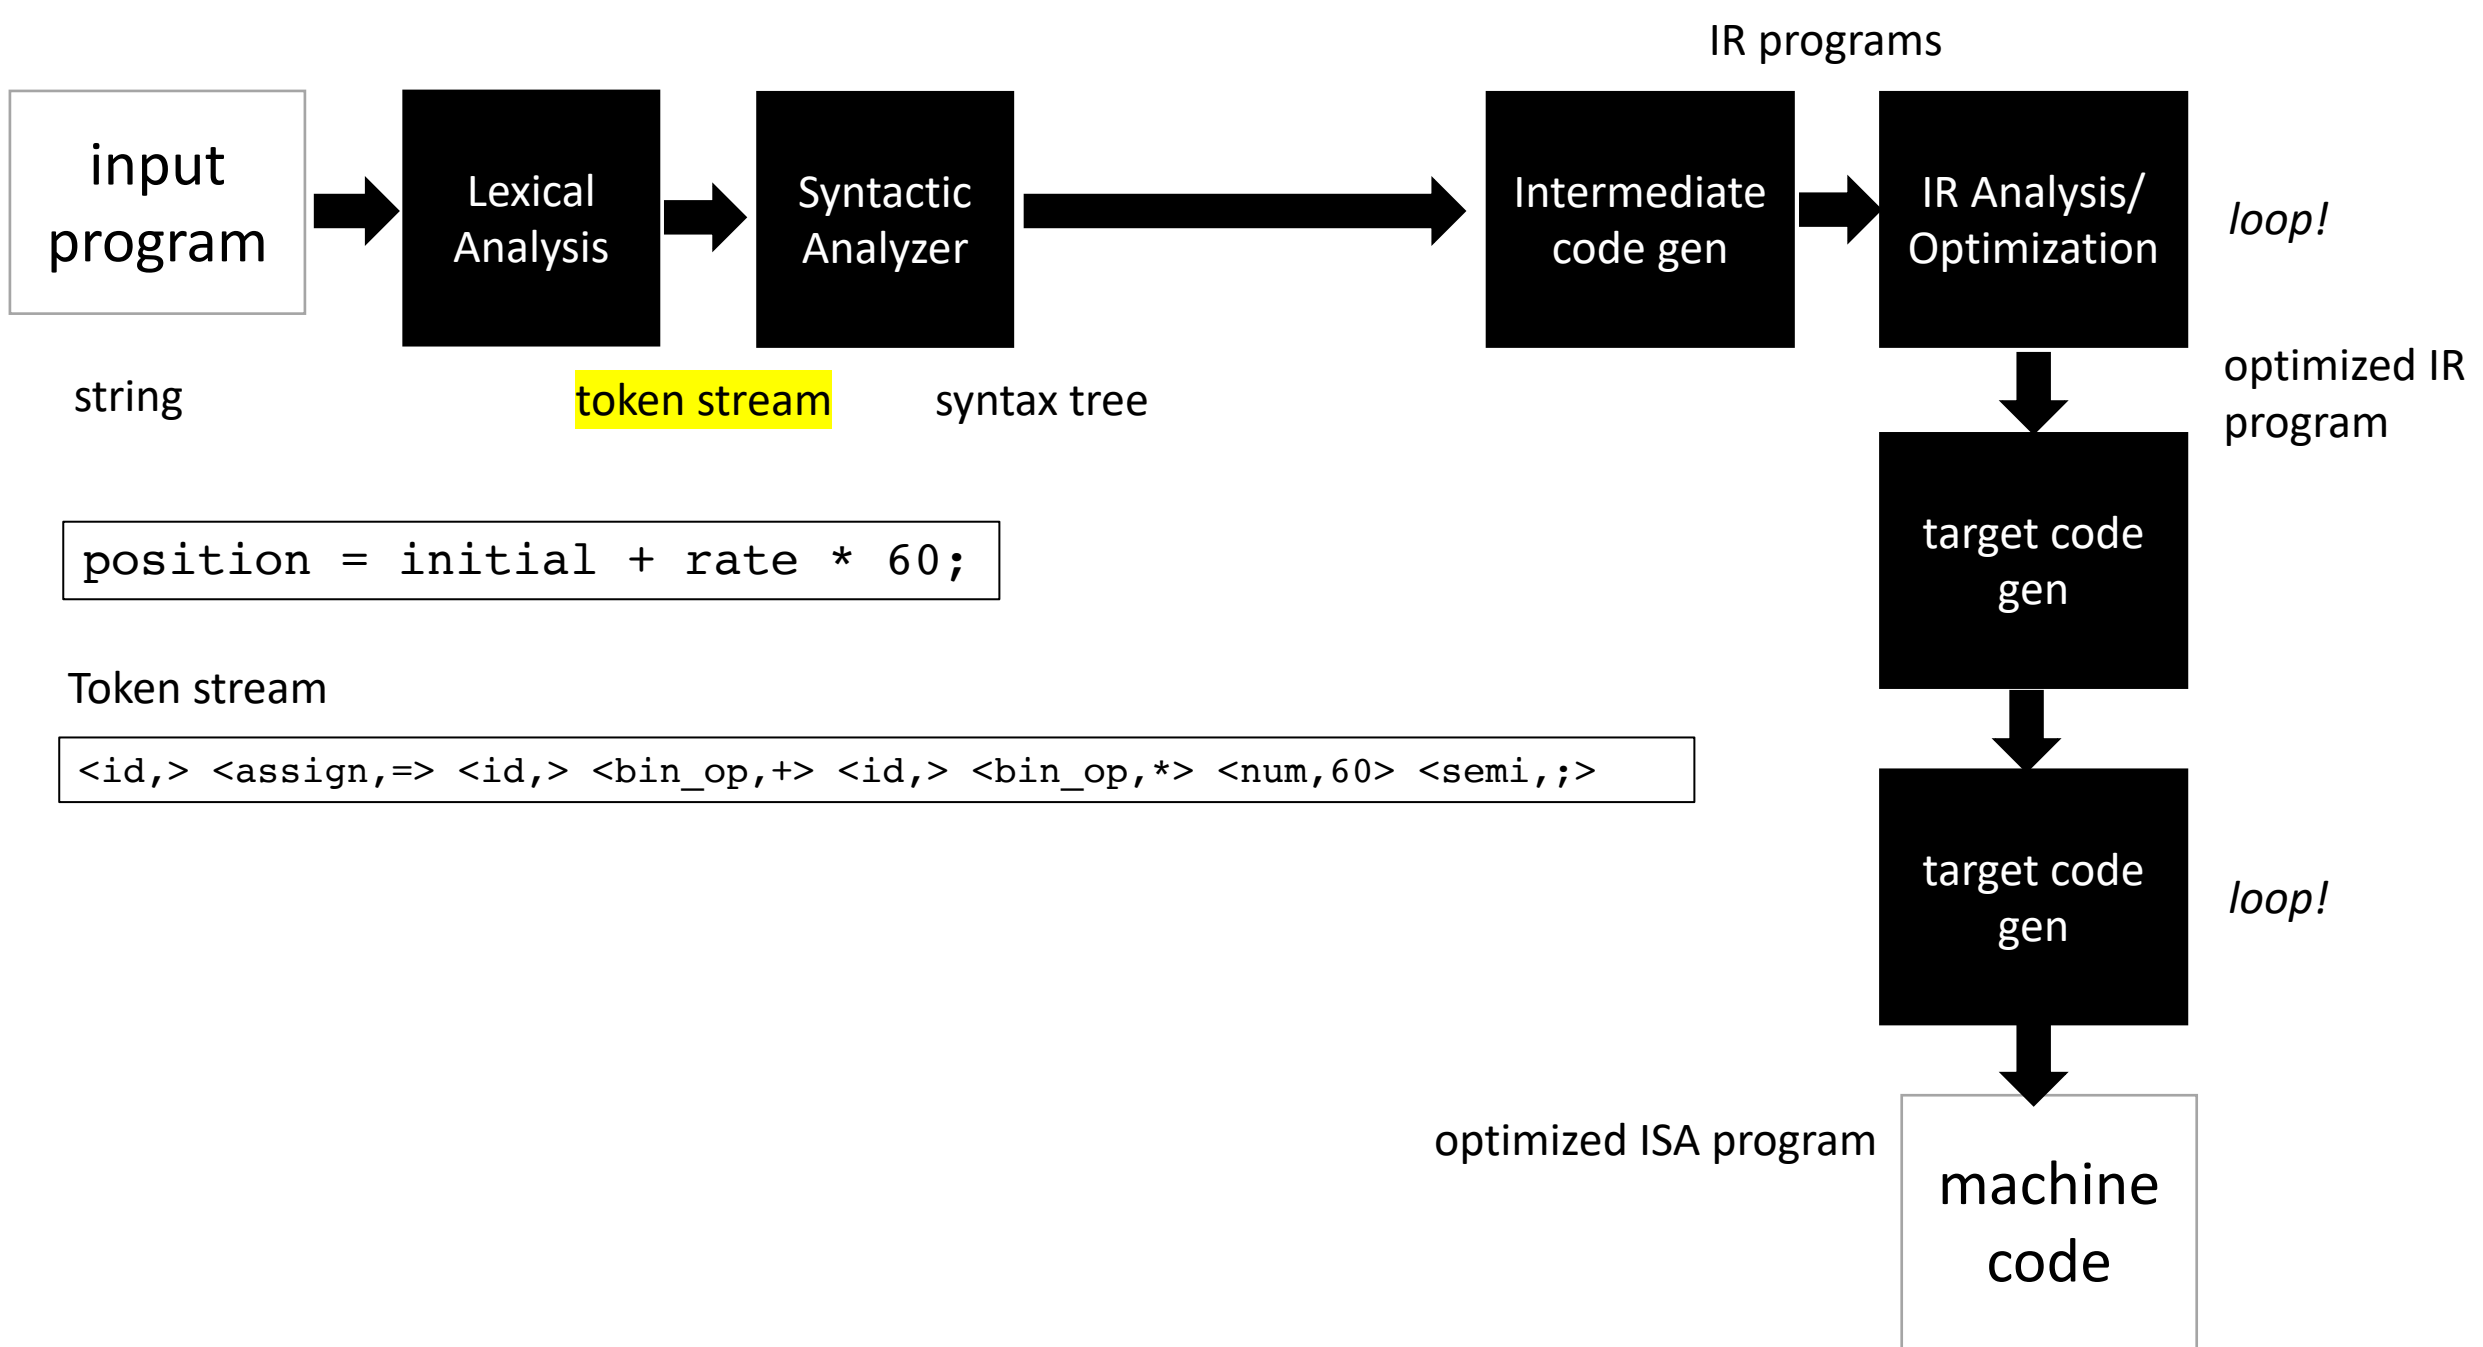 IR programs
input
program
Lexical
Analysis
Syntactic
Analyzer
Intermediate
code gen
IR Analysis/
Optimization
loop!
string
token stream
syntax tree
optimized IR
program
position = initial + rate * 60;
target code
gen
Token stream
<id,> <assign,=> <id,> <bin_op,+> <id,> <bin_op,*> <num,60> <semi,;>
target code
gen
loop!
optimized ISA program
machine
code